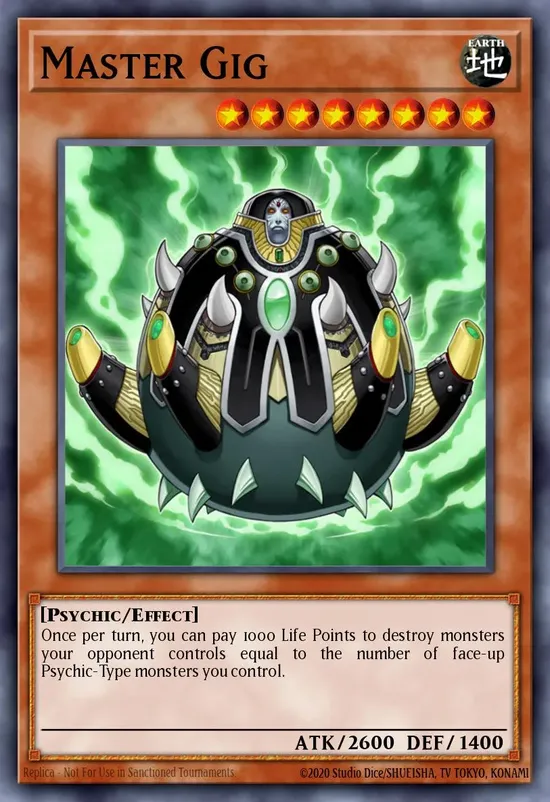 Master Gig
EARTH
地
[Psychic/Effect]
Once per turn, you can pay 1000 Life Points to destroy monsters
your opponent controls equal to the number of face-up
Psychic-Type monsters you control.
ATK/2600 DEF/1400
Replica - Not For Use in Sanctioned Tournaments
©2020 Studio Dice/SHUEISHA, TV TOKYO, KONAMI